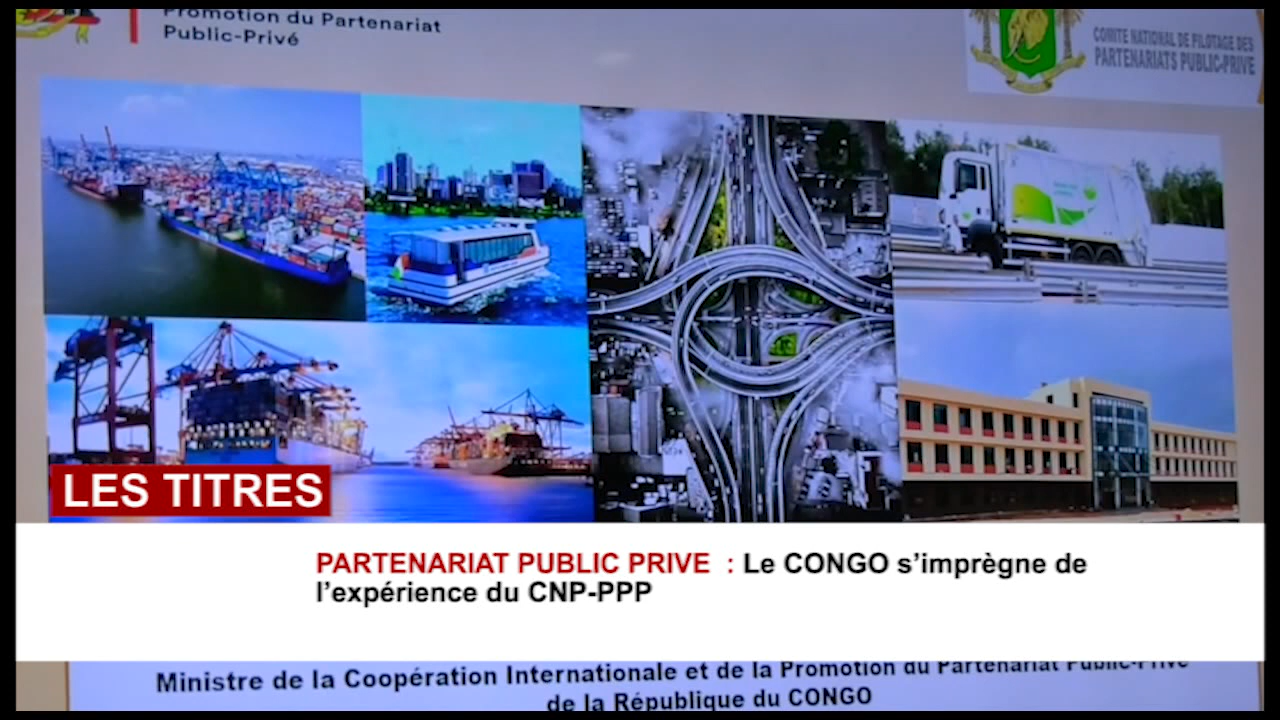 Promotion du Partenariat
Public-Privé
COMITE NATIONAL DE PILOTAGE DES
PARTENARIATS PUBLIC-PRIVE
LES TITRES
PARTENARIAT PUBLIC PRIVE : Le CONGO s’imprègne de
l’expérience du CNP-PPP
Ministre de la Coopération Internationale et de la Promotion du Partenariat Public-Privé
de la République du CONGO